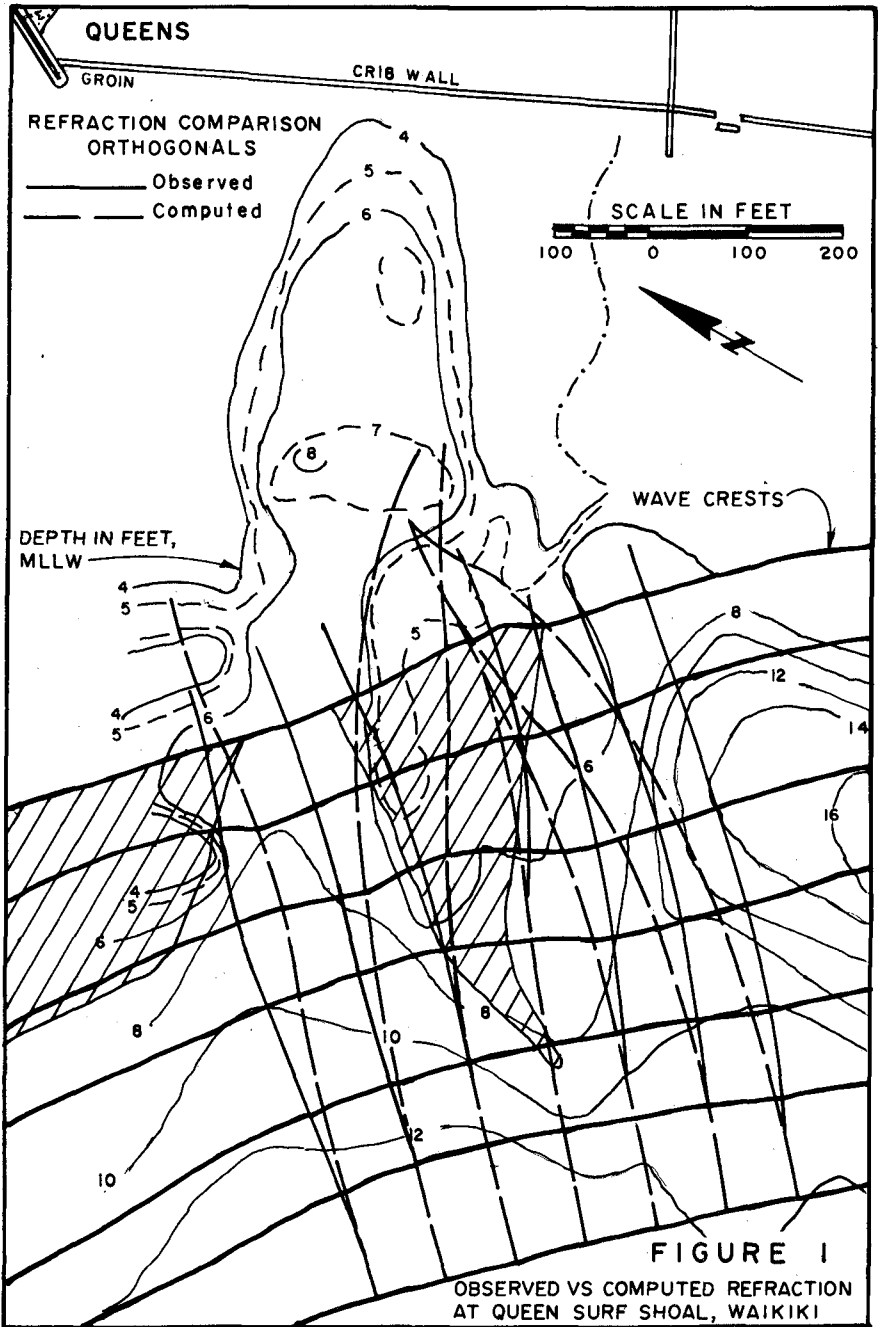 QUEENS
GROIN
CRIB WALL
REFRACTION COMPARISON
ORTHOGONALS
Observed
Computed
4
5
6
SCALE IN FEET
100 0 100 200
N
7
8
WAVE CRESTS
DEPTH IN FEET,
MLLW
4
5
5
8
12
4
5
6
14
6
16
4
5
6
8
8
10
12
10
FIGURE 1
OBSERVED VS COMPUTED REFRACTION
AT QUEEN SURF SHOAL, WAIKIKI